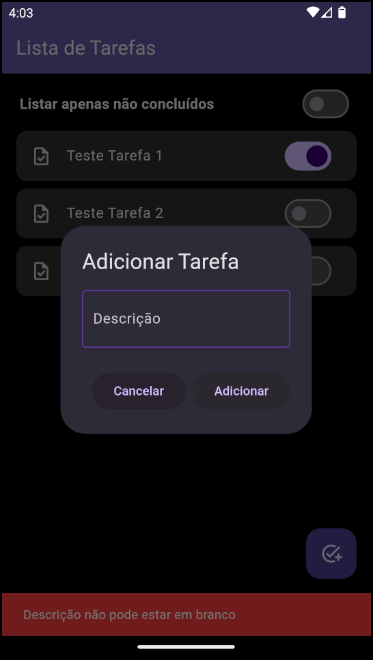 4:03
Lista de Tarefas
Listar apenas não concluídos
Teste Tarefa 1
Teste Tarefa 2
Adicionar Tarefa
Descrição
Cancelar Adicionar
Descrição não pode estar em branco